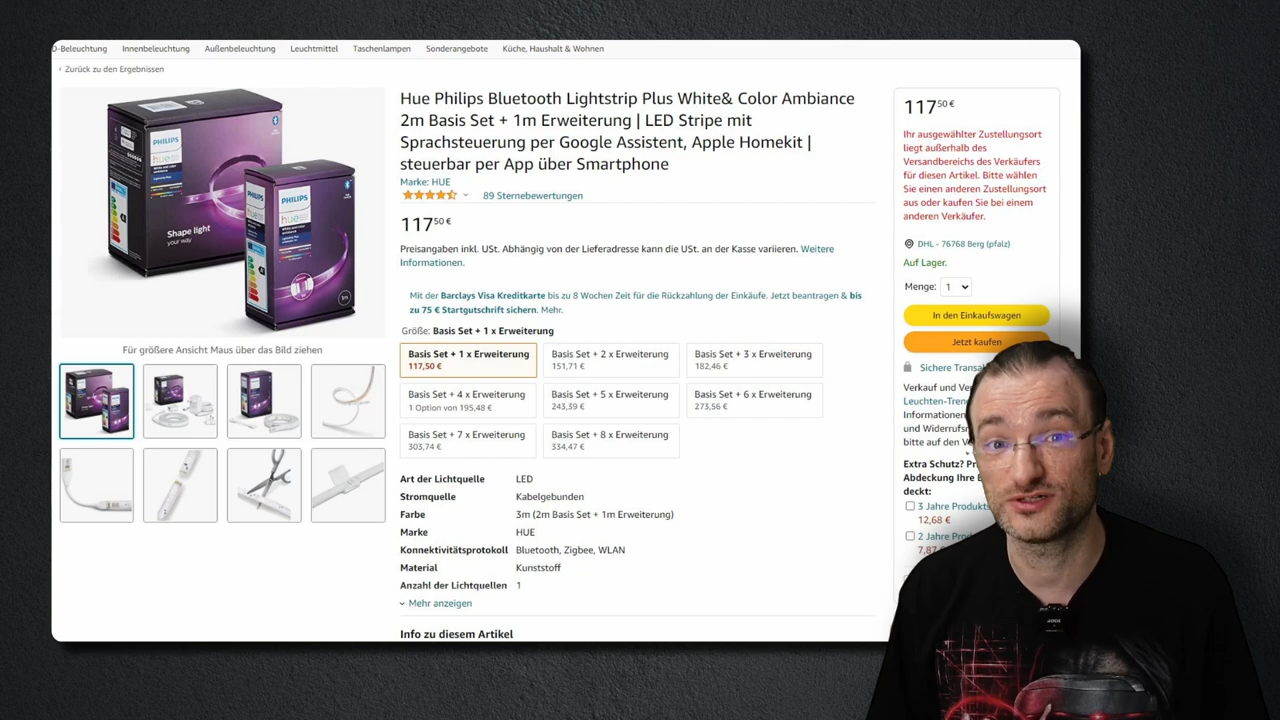 D-Beleuchtung Innenbeleuchtung Außenbeleuchtung Leuchtmittel Taschenlampen Sonderangebote Küche, Haushalt & Wohnen
‹ Zurück zu den Ergebnissen
PHILIPS
hue
Shape light
your way
PHILIPS
hue
1m
Für größere Ansicht Maus über das Bild ziehen
Hue Philips Bluetooth Lightstrip Plus White& Color Ambiance
2m Basis Set + 1m Erweiterung | LED Stripe mit
Sprachsteuerung per Google Assistent, Apple Homekit |
steuerbar per App über Smartphone
Marke: HUE
89 Sternebewertungen
117 50 €
Preisangaben inkl. USt. Abhängig von der Lieferadresse kann die USt. an der Kasse variieren. Weitere
Informationen.
Mit der Barclays Visa Kreditkarte bis zu 8 Wochen Zeit für die Rückzahlung der Einkäufe. Jetzt beantragen & bis
zu 75 € Startgutschrift sichern. Mehr.
Größe: Basis Set + 1 x Erweiterung
Basis Set + 1 x Erweiterung
117,50 €
Basis Set + 2 x Erweiterung
151,71 €
Basis Set + 3 x Erweiterung
182,46 €
Basis Set + 4 x Erweiterung
1 Option von 195,48 €
Basis Set + 5 x Erweiterung
243,39 €
Basis Set + 6 x Erweiterung
273,56 €
Basis Set + 7 x Erweiterung
303,74 €
Basis Set + 8 x Erweiterung
334,47 €
Art der Lichtquelle LED
Stromquelle Kabelgebunden
Farbe 3m (2m Basis Set + 1m Erweiterung)
Marke HUE
Konnektivitätsprotokoll Bluetooth, Zigbee, WLAN
Material Kunststoff
Anzahl der Lichtquellen 1
Mehr anzeigen
Info zu diesem Artikel
117 50 €
Ihr ausgewählter Zustellungsort
liegt außerhalb des
Versandbereichs des Verkäufers
für diesen Artikel. Bitte wählen
Sie einen anderen Zustellungsort
aus oder kaufen Sie bei einem
anderen Verkäufer.
DHL - 76768 Berg (pfalz)
Auf Lager.
Menge: 1
In den Einkaufswagen
Jetzt kaufen
Sichere Transa
Verkauf und Ve
Leuchten-Tren
Informationen
und Widerrufs
bitte auf den Ve
Extra Schutz? Pr
Abdeckung Ihre E
deckt:
3 Jahre Produkts
12,68 €
2 Jahre Prod
7,87